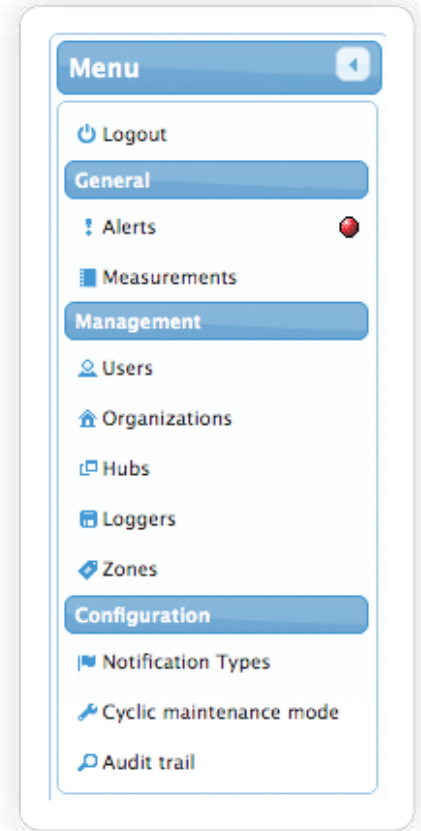 Menu
Logout
General
Alerts
Measurements
Management
Users
Organizations
Hubs
Loggers
Zones
Configuration
Notification Types
Cyclic maintenance mode
Audit trail